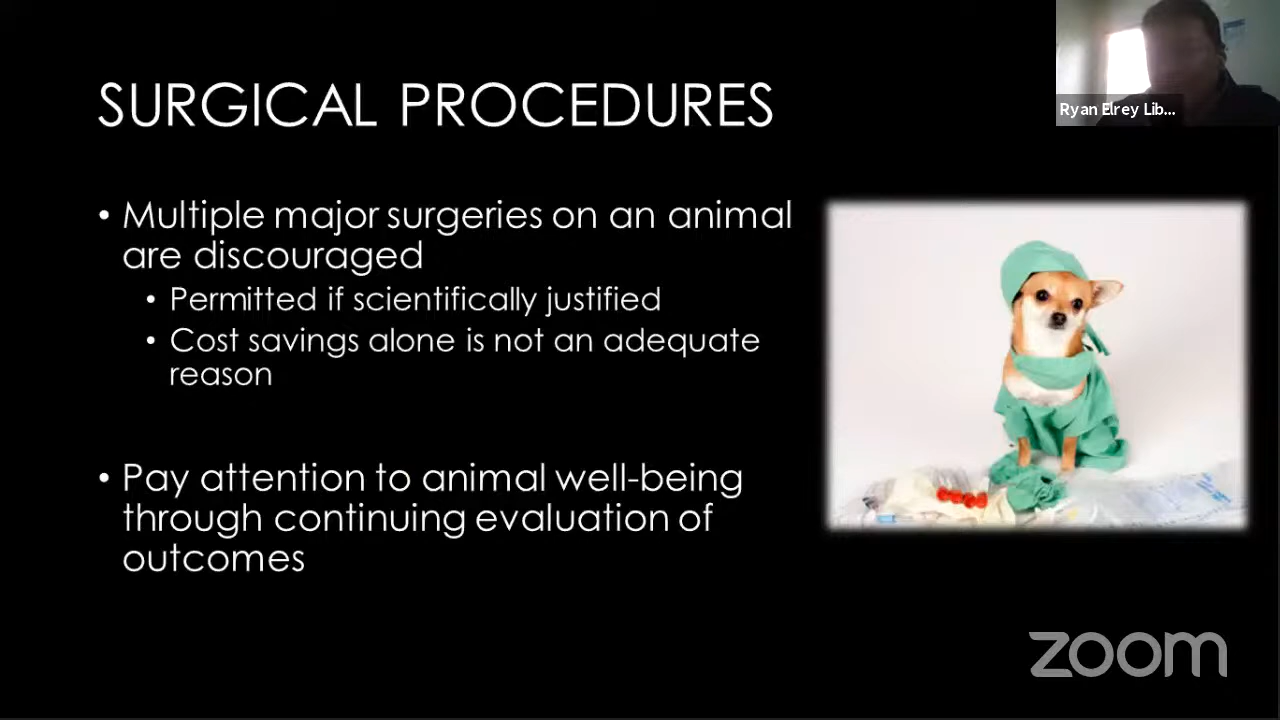 Ryan Elrey Lib...
SURGICAL PROCEDURES
• Multiple major surgeries on an animal
are discouraged
• Permitted if scientifically justified
• Cost savings alone is not an adequate
reason
• Pay attention to animal well-being
through continuing evaluation of
outcomes
zoom